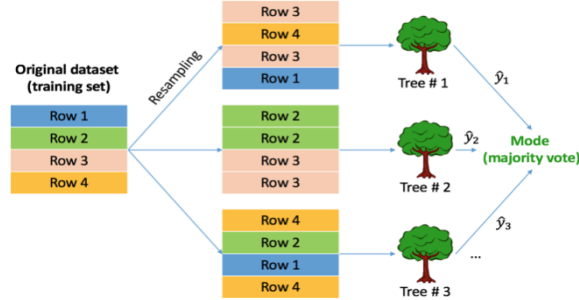 Original dataset
(training set)
Row 1
Row 2
Row 3
Row 4
Resampling
Row 3
Row 4
Row 3
Row 1
Tree # 1
ŷ1
Row 2
Row 2
Row 3
Row 3
Tree # 2
ŷ2
Mode
(majority vote)
Row 4
Row 2
Row 1
Row 4
Tree # 3
...
ŷ3